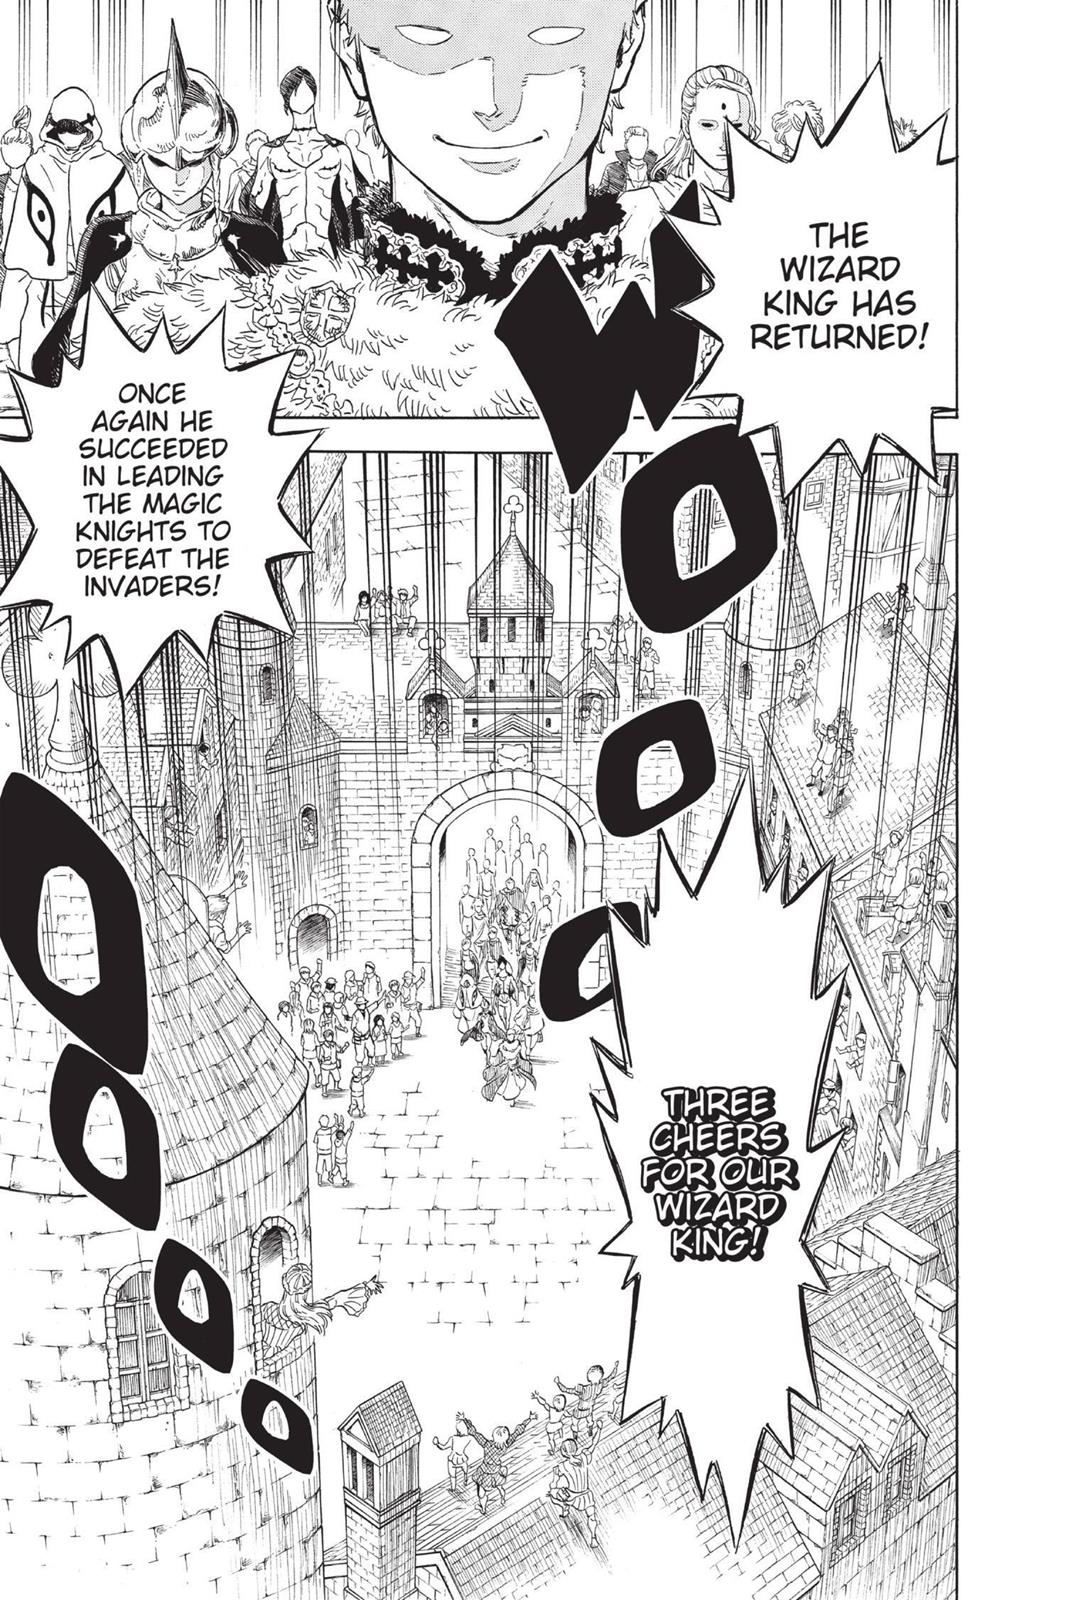 THE
WIZARD
KING HAS
RETURNED!
ONCE
AGAIN HE
SUCCEEDED
IN LEADING
THE MAGIC
KNIGHTS TO
DEFEAT THE
INVADERS!
WOOO
OOOO
THREE
CHEERS
FOR OUR
WIZARD
KING!